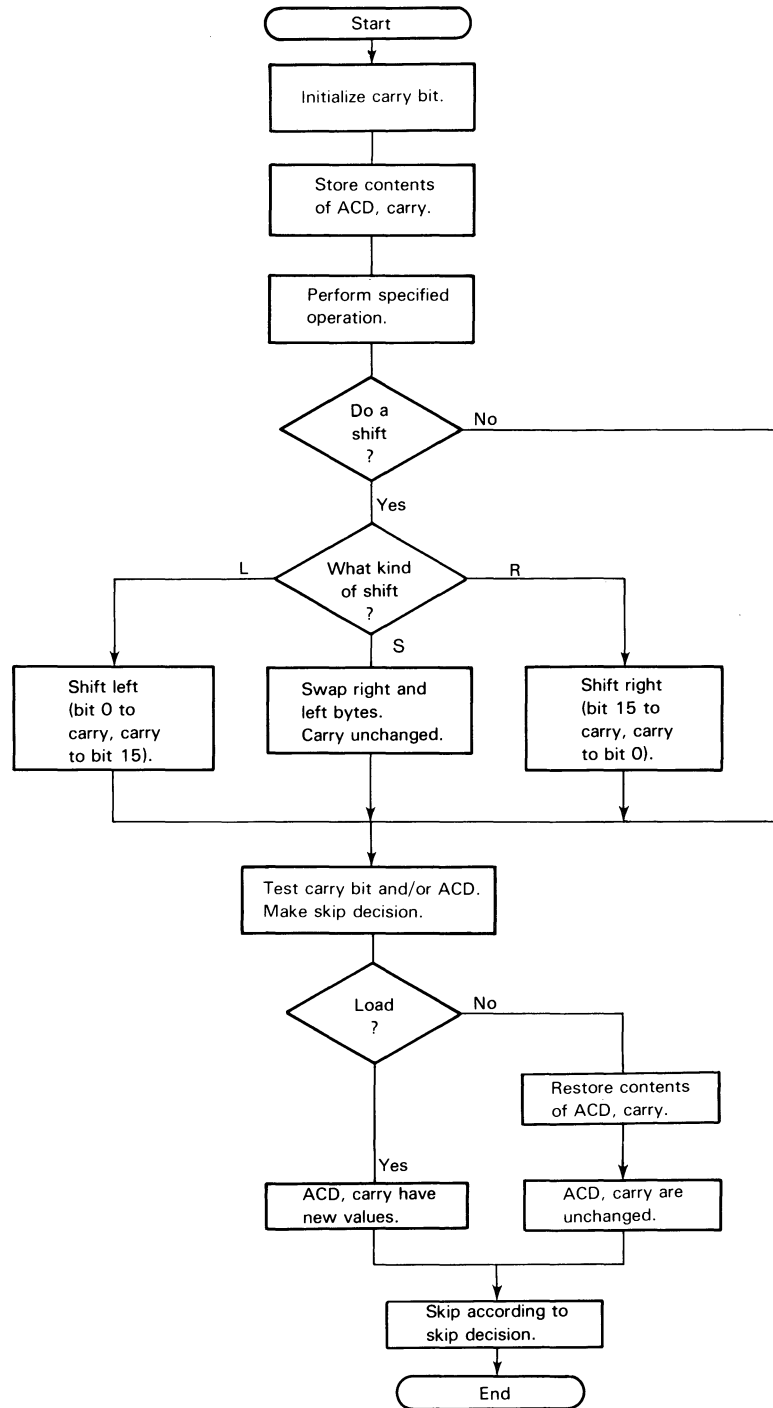 Start
Initialize carry bit.
Store contents
of ACD, carry.
Perform specified
operation.
Do a
shift
?
No
Yes
What kind
of shift
?
L
R
S
Shift left
(bit 0 to
carry, carry
to bit 15).
Swap right and
left bytes.
Carry unchanged.
Shift right
(bit 15 to
carry, carry
to bit 0).
Test carry bit and/or ACD.
Make skip decision.
Load
?
No
Restore contents
of ACD, carry.
Yes
ACD, carry have
new values.
ACD, carry are
unchanged.
Skip according to
skip decision.
End